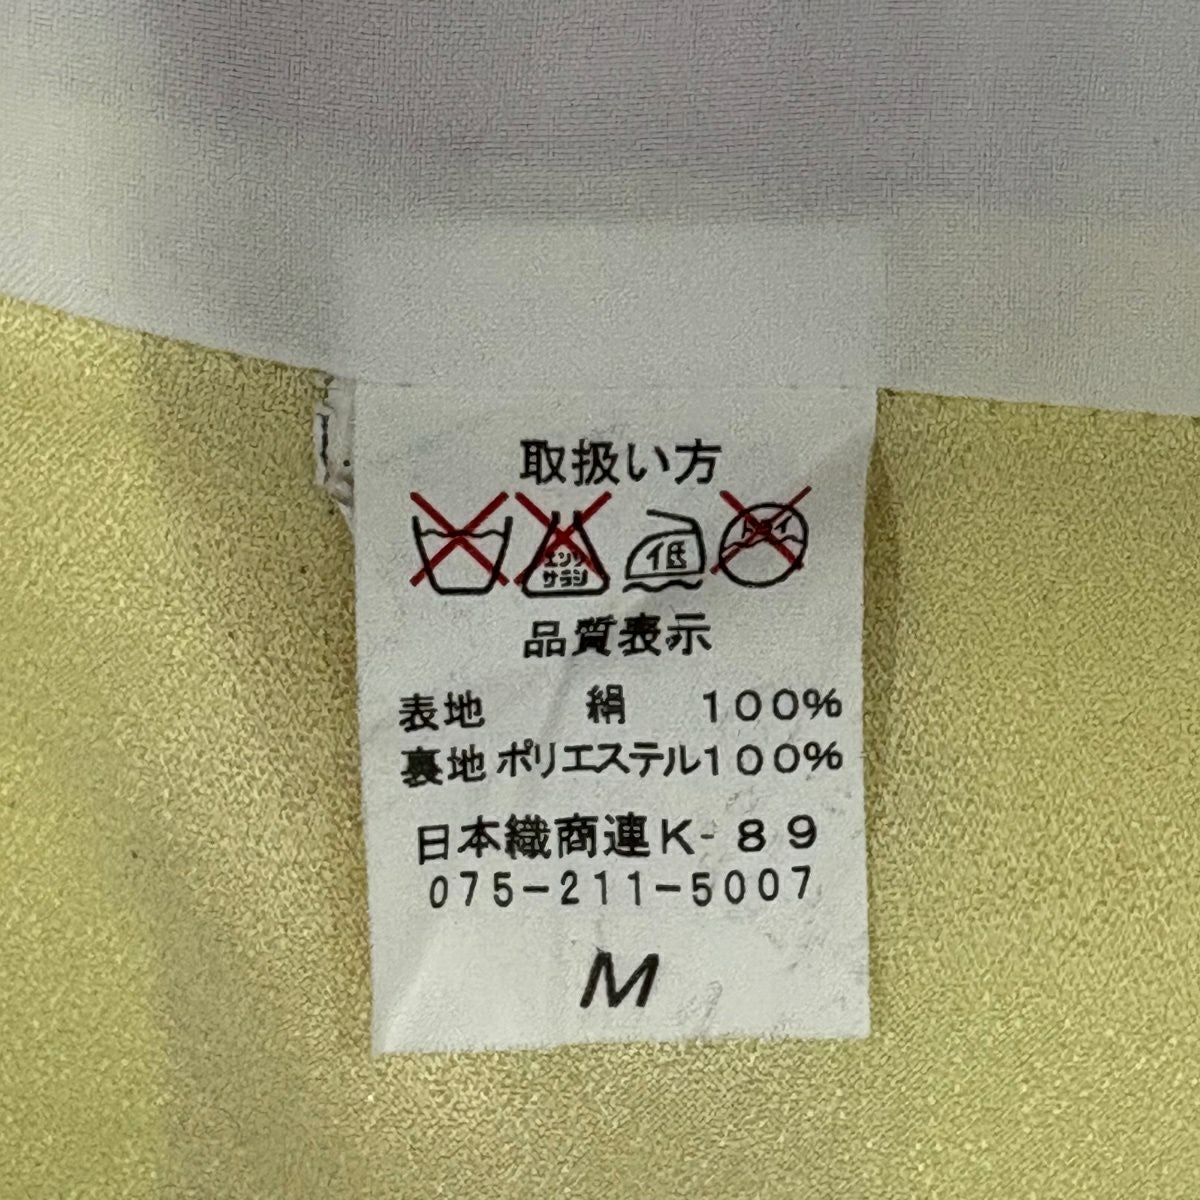 取扱い方
エンソ
サラシ
低
ドライ
品質表示
表地 絹 100%
裏地 ポリエステル100%
日本織商連K-89
075-211-5007
M